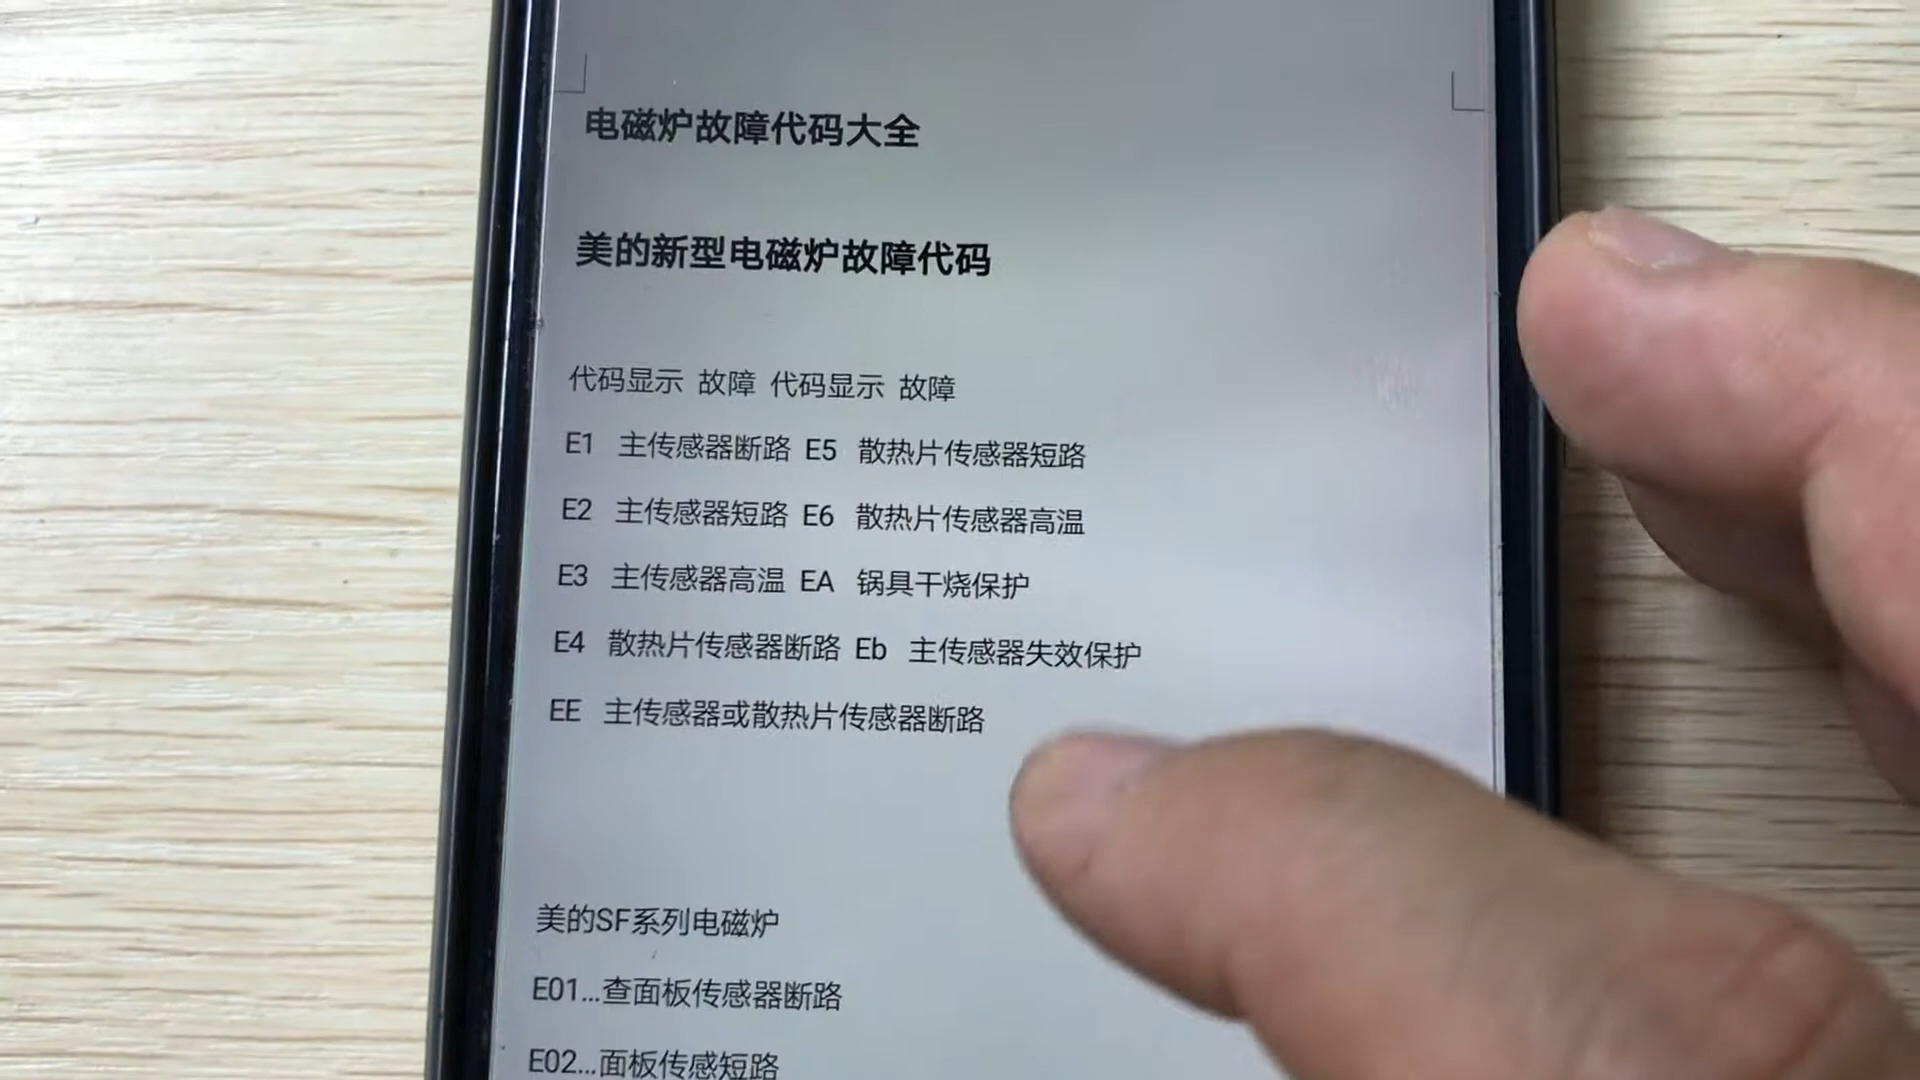 电磁炉故障代码大全
美的新型电磁炉故障代码
代码显示 故障 代码显示 故障
E1 主传感器断路 E5 散热片传感器短路
E2 主传感器短路 E6 散热片传感器高温
E3 主传感器高温 EA 锅具干烧保护
E4 散热片传感器断路 Eb 主传感器失效保护
EE 主传感器或散热片传感器断路
美的SF系列电磁炉
E01...查面板传感器断路
E02...面板传感短路